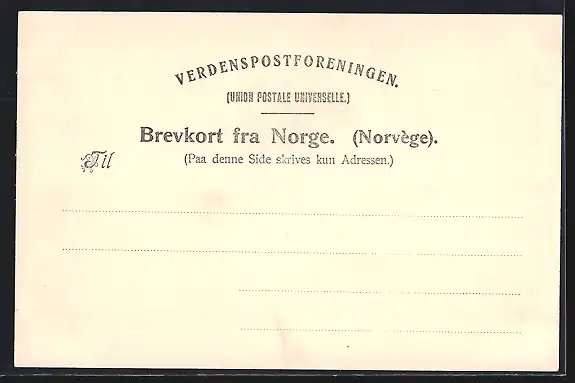 VERDENSPOSTFORENINGEN.
(UNION POSTALE UNIVERSELLE.)
Brevkort fra Norge. (Norvège).
(Paa denne Side skrives kun Adressen.)
Til